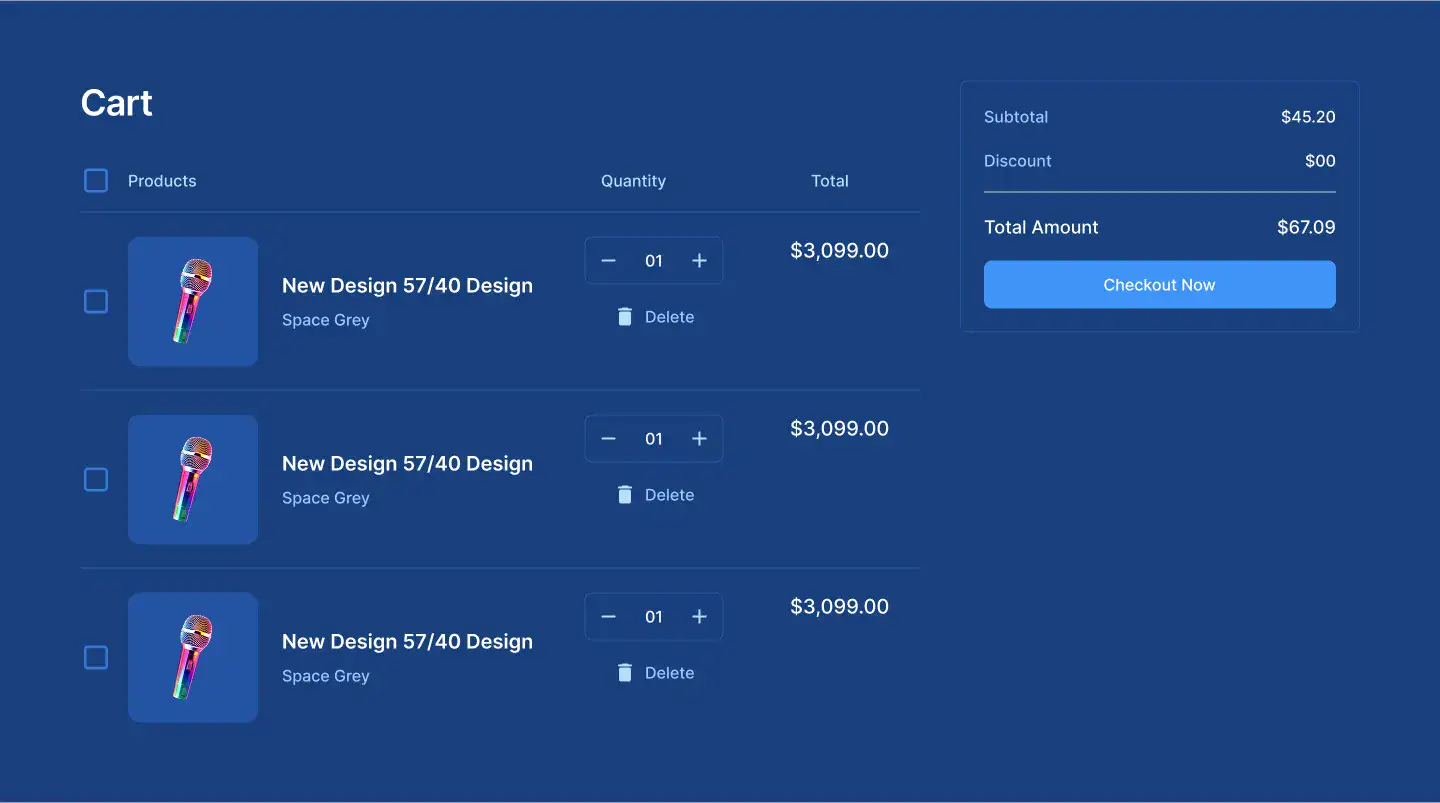 Cart
Products Quantity Total
New Design 57/40 Design
Space Grey
01
Delete
$3,099.00
New Design 57/40 Design
Space Grey
01
Delete
$3,099.00
New Design 57/40 Design
Space Grey
01
Delete
$3,099.00
Subtotal $45.20
Discount $00
Total Amount $67.09
Checkout Now